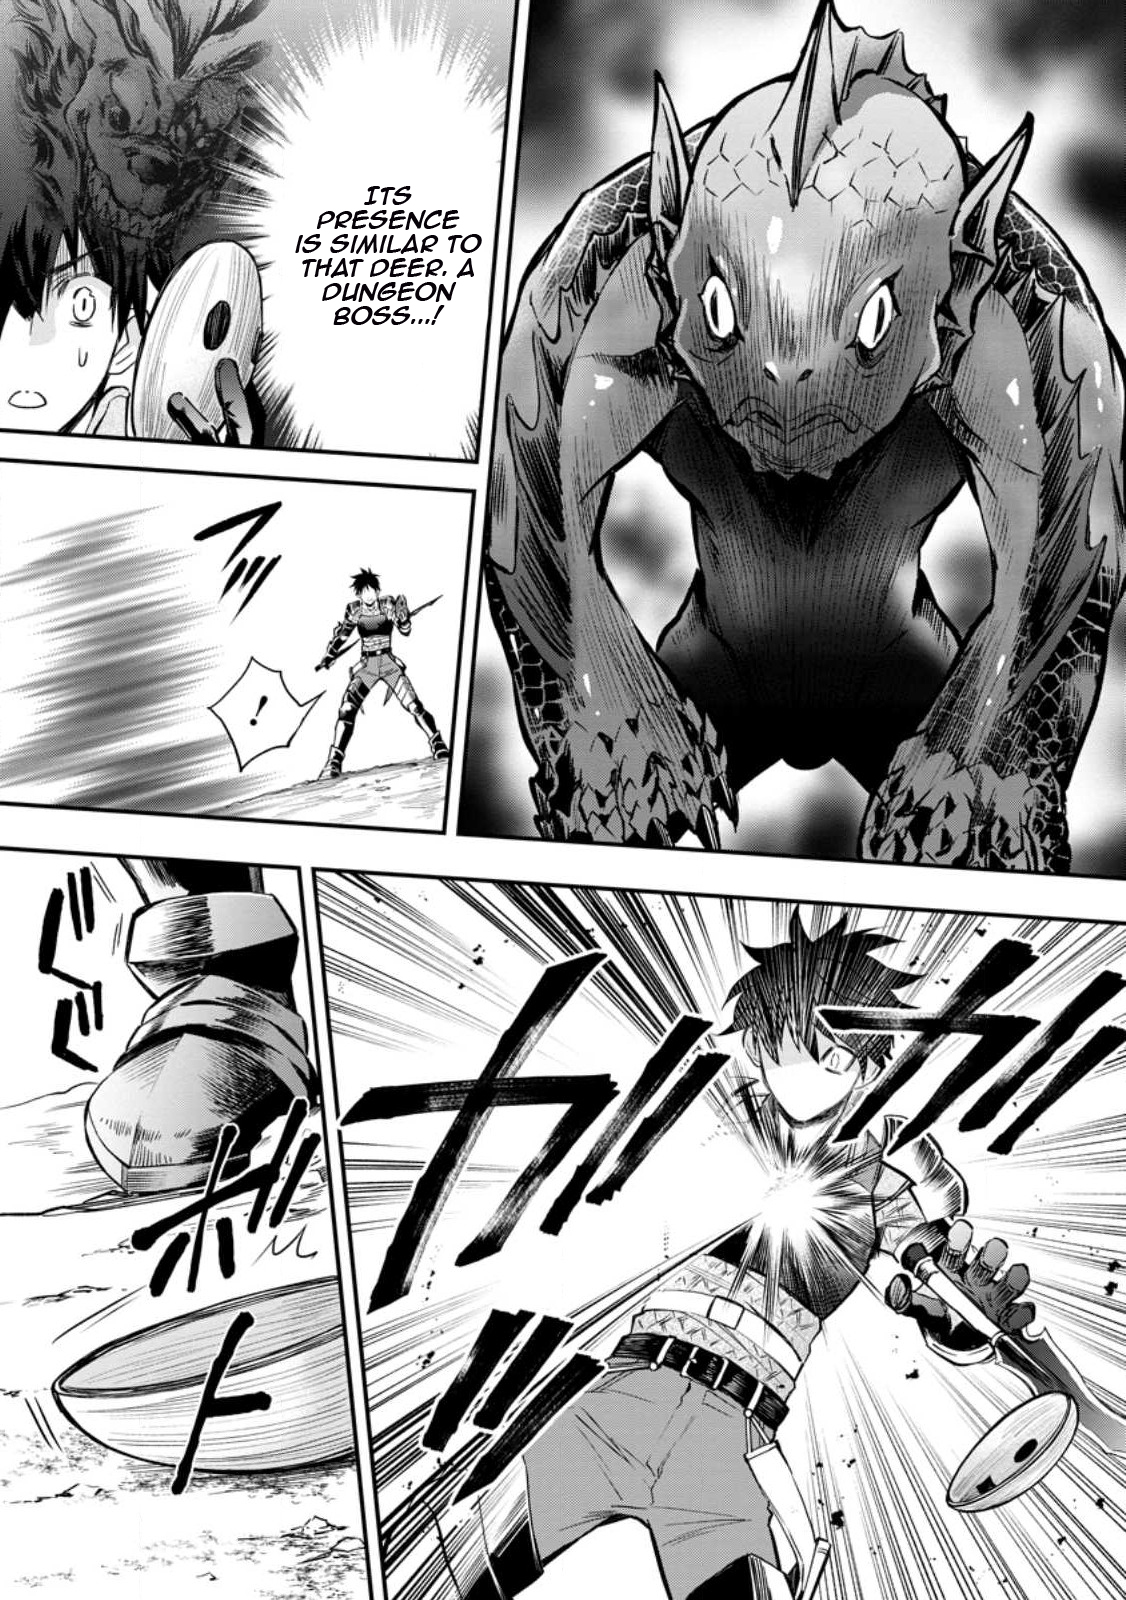 ITS
PRESENCE
IS SIMILAR TO
THAT DEER, A
DUNGEON
BOSS...!
フッ
!
ガガッ
ボトッ